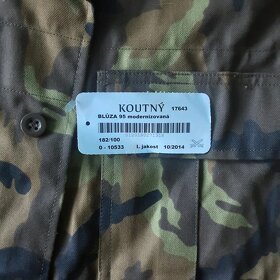 KOUTNÝ 17643
BLŮZA 95 modernizovaná
182/100
0 - 10533 I. jakost 10/2014